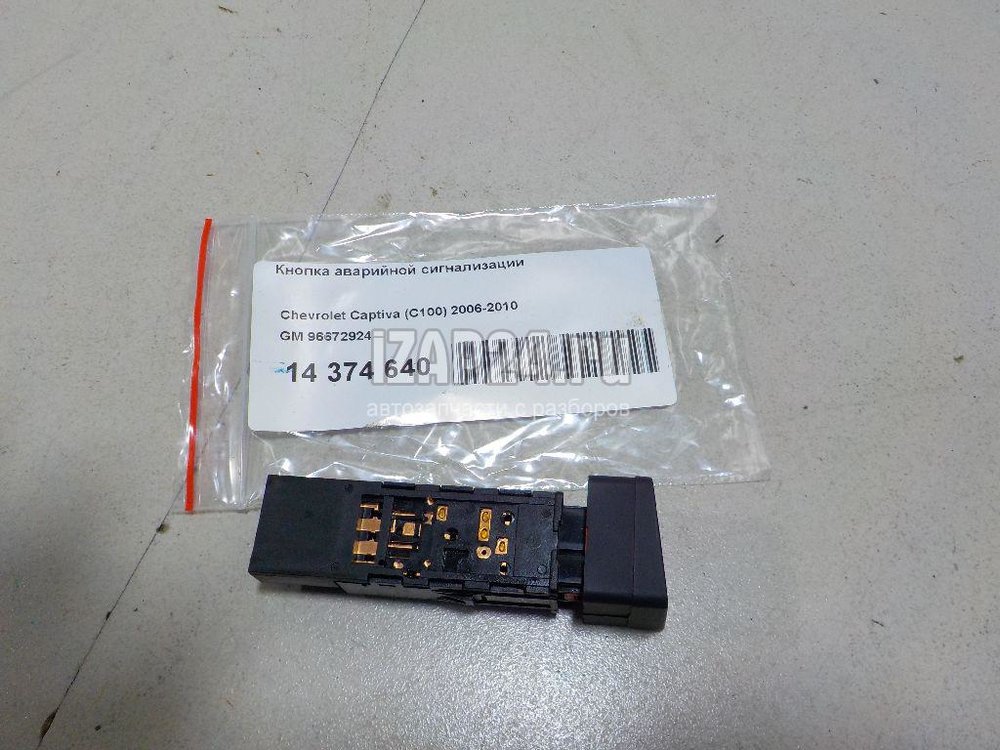 Кнопка аварийной сигнализации
Chevrolet Captiva (C100) 2006-2010
GM 96672924
14 374 640
iZAP24.ru
автозапчасти с разборов